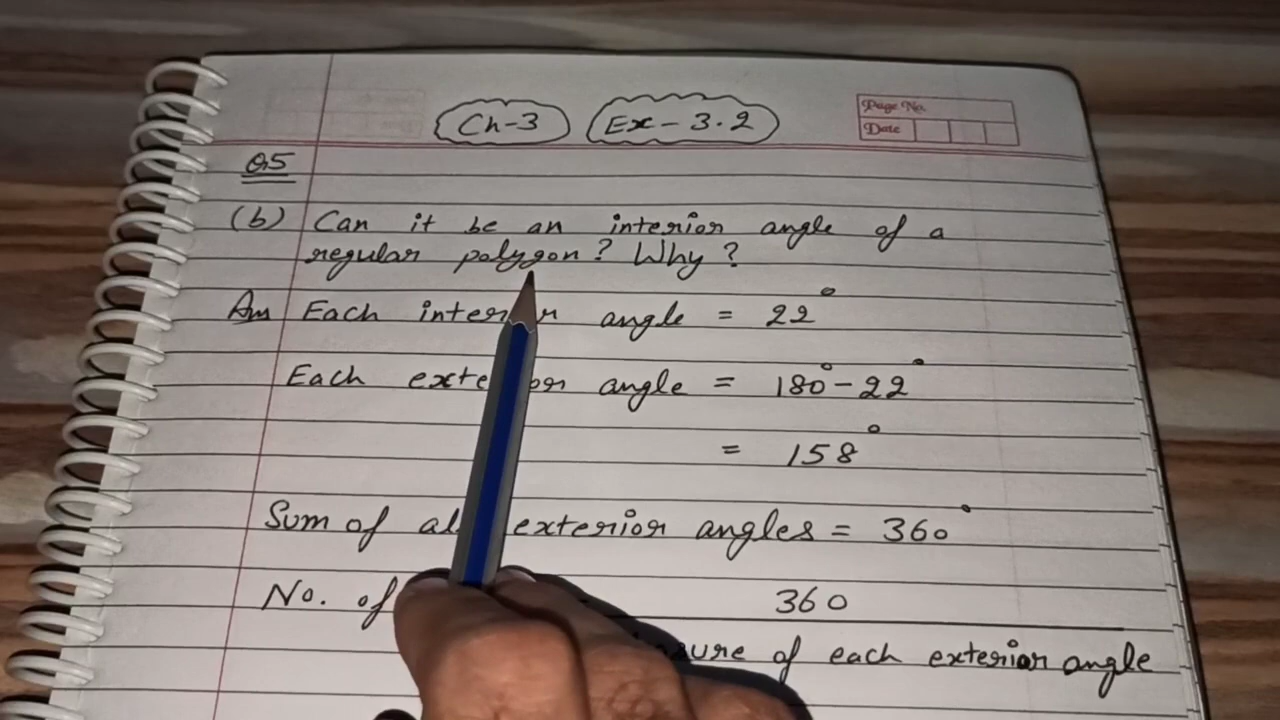 Ch-3 Ex-3.2
Page No.
Date
Q5
(b) Can it be an interior angle of a
regular polygon? Why?
Ans Each interior angle = 22°
Each exterior angle = 180°-22°
= 158°
Sum of all exterior angles = 360°
No. of 360
of each exterior angle